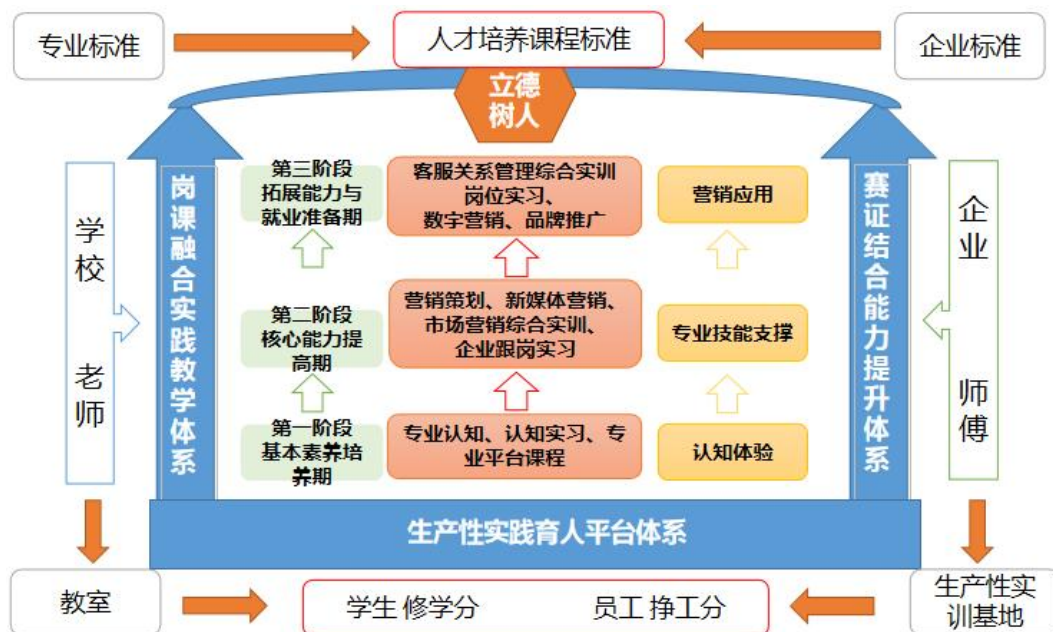 专业标准
人才培养课程标准
企业标准
立德
树人
学校 老师
岗课融合实践教学体系
第三阶段
拓展能力与
就业准备期
客服关系管理综合实训
岗位实习、
数字营销、品牌推广
营销应用
第二阶段
核心能力提
高期
营销策划、新媒体营销、
市场营销综合实训、
企业跟岗实习
专业技能支撑
第一阶段
基本素养培
养期
专业认知、认知实习、专
业平台课程
认知体验
赛证结合能力提升体系
企业 师傅
生产性实践育人平台体系
教室
学生 修学分 员工 挣工分
生产性实
训基地